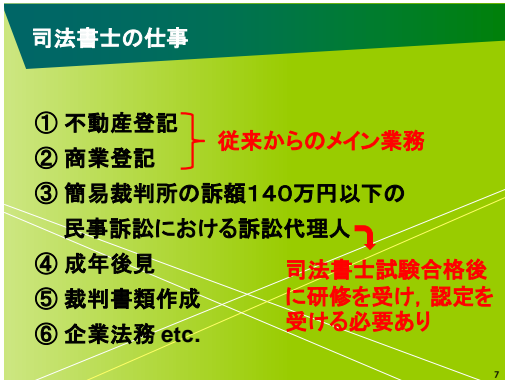 司法書士の仕事
① 不動産登記
② 商業登記
従来からのメイン業務
③ 簡易裁判所の訴額140万円以下の
民事訴訟における訴訟代理人
④ 成年後見
⑤ 裁判書類作成
⑥ 企業法務 etc.
司法書士試験合格後
に研修を受け，認定を
受ける必要あり
7